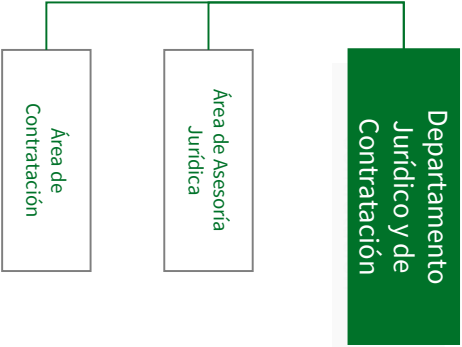 Departamento
Jurídico y de
Contratación
Área de Asesoría
Jurídica
Área de
Contratación